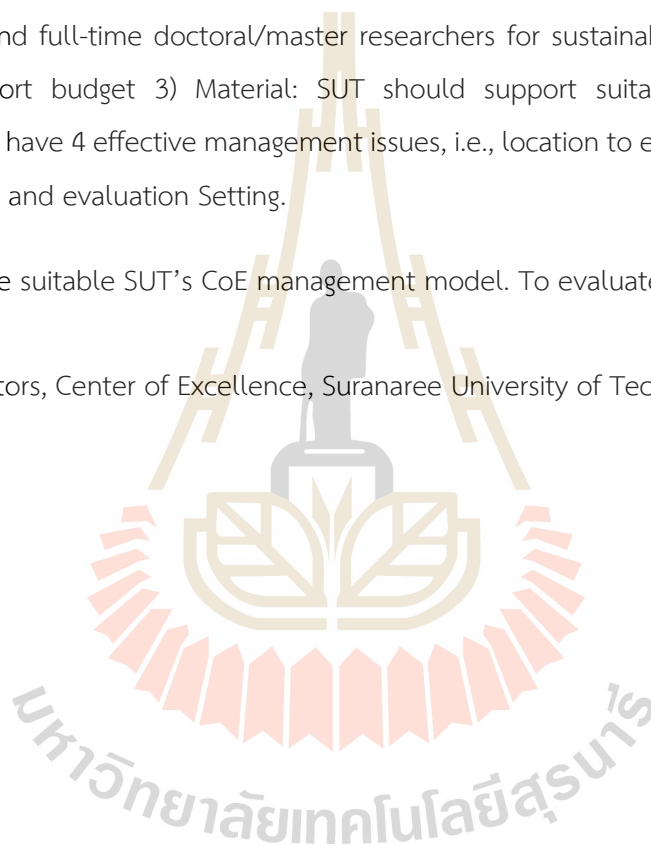 nd full-time doctoral/master researchers for sustainab
ort budget 3) Material: SUT should support suita
have 4 effective management issues, i.e., location to e
and evaluation Setting.
e suitable SUT's CoE management model. To evaluate
tors, Center of Excellence, Suranaree University of Tec
มหาวิทยาลัยเทคโนโลยีสุรนารี